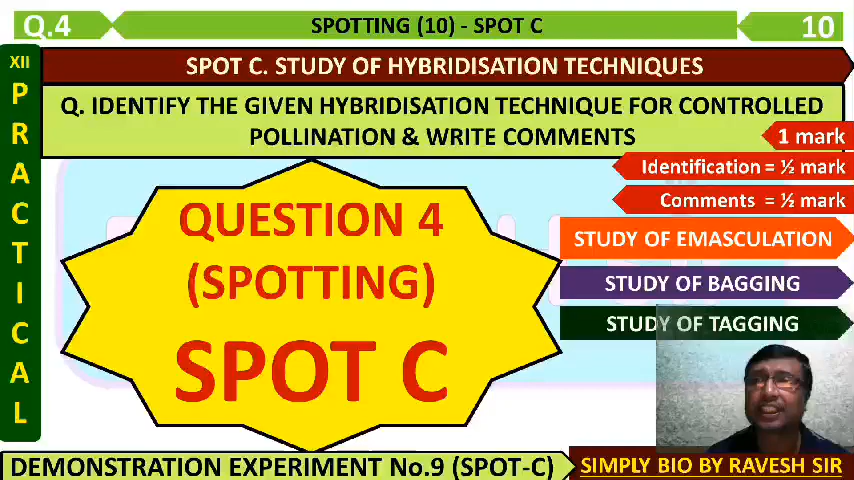 Q.4
SPOTTING (10) - SPOT C
10
XII
PRACTICAL
SPOT C. STUDY OF HYBRIDISATION TECHNIQUES
Q. IDENTIFY THE GIVEN HYBRIDISATION TECHNIQUE FOR CONTROLLED
POLLINATION & WRITE COMMENTS
1 mark
Identification = ½ mark
Comments = ½ mark
QUESTION 4
(SPOTTING)
SPOT C
STUDY OF EMASCULATION
STUDY OF BAGGING
STUDY OF TAGGING
DEMONSTRATION EXPERIMENT No.9 (SPOT-C)
SIMPLY BIO BY RAVESH SIR